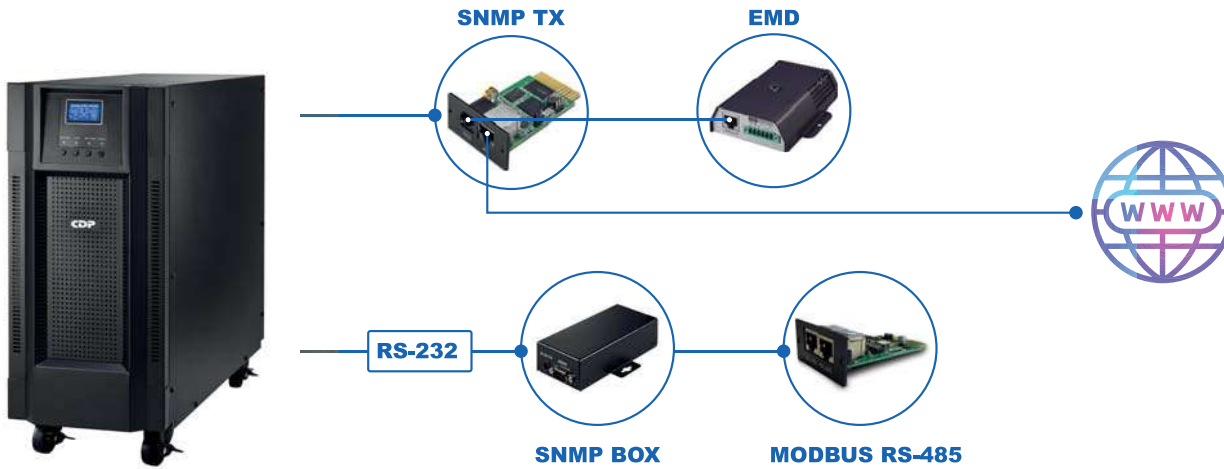 SNMP TX
EMD
CDP
WWW
RS-232
SNMP BOX
MODBUS RS-485